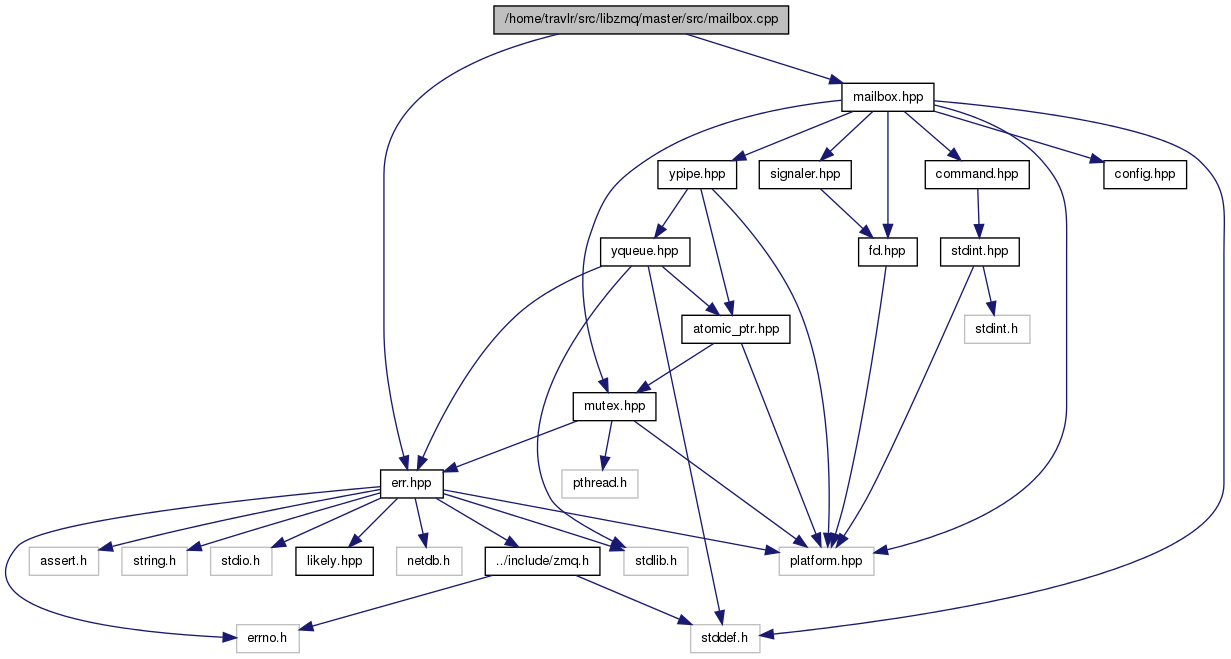 /home/travlr/src/libzmq/master/src/mailbox.cpp
mailbox.hpp
ypipe.hpp
signaler.hpp
command.hpp
config.hpp
yqueue.hpp
fd.hpp
stdint.hpp
atomic_ptr.hpp
stdint.h
mutex.hpp
err.hpp
pthread.h
assert.h
string.h
stdio.h
likely.hpp
netdb.h
../include/zmq.h
stdlib.h
platform.hpp
errno.h
stddef.h